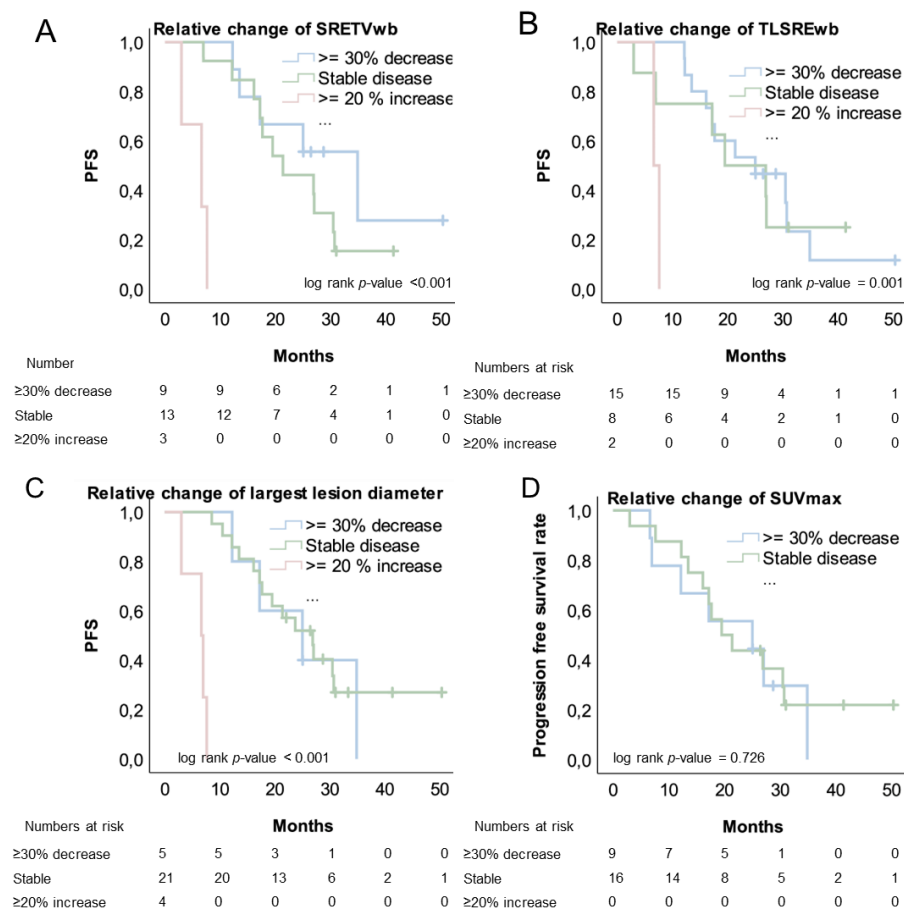 A
Relative change of SRETVwb
1,0
0,8
0,6
0,4
0,2
0,0
PFS
>= 30% decrease
Stable disease
>= 20 % increase
...
log rank p-value <0.001
0 10 20 30 40 50
Months
Number
≥30% decrease 9 9 6 2 1 1
Stable 13 12 7 4 1 0
≥20% increase 3 0 0 0 0 0
B
Relative change of TLSREwb
1,0
0,8
0,6
0,4
0,2
0,0
PFS
>= 30% decrease
Stable disease
>= 20 % increase
...
log rank p-value = 0.001
0 10 20 30 40 50
Months
Numbers at risk
≥30% decrease 15 15 9 4 1 1
Stable 8 6 4 2 1 0
≥20% increase 2 0 0 0 0 0
C
Relative change of largest lesion diameter
1,0
0,8
0,6
0,4
0,2
0,0
PFS
>= 30% decrease
Stable disease
>= 20 % increase
...
log rank p-value < 0.001
0 10 20 30 40 50
Months
Numbers at risk
≥30% decrease 5 5 3 1 0 0
Stable 21 20 13 6 2 1
≥20% increase 4 0 0 0 0 0
D
Relative change of SUVmax
1,0
0,8
0,6
0,4
0,2
0,0
Progression free survival rate
>= 30% decrease
Stable disease
...
log rank p-value = 0.726
0 10 20 30 40 50
Months
Numbers at risk
≥30% decrease 9 7 5 1 0 0
Stable 16 14 8 5 2 1
≥20% increase 0 0 0 0 0 0